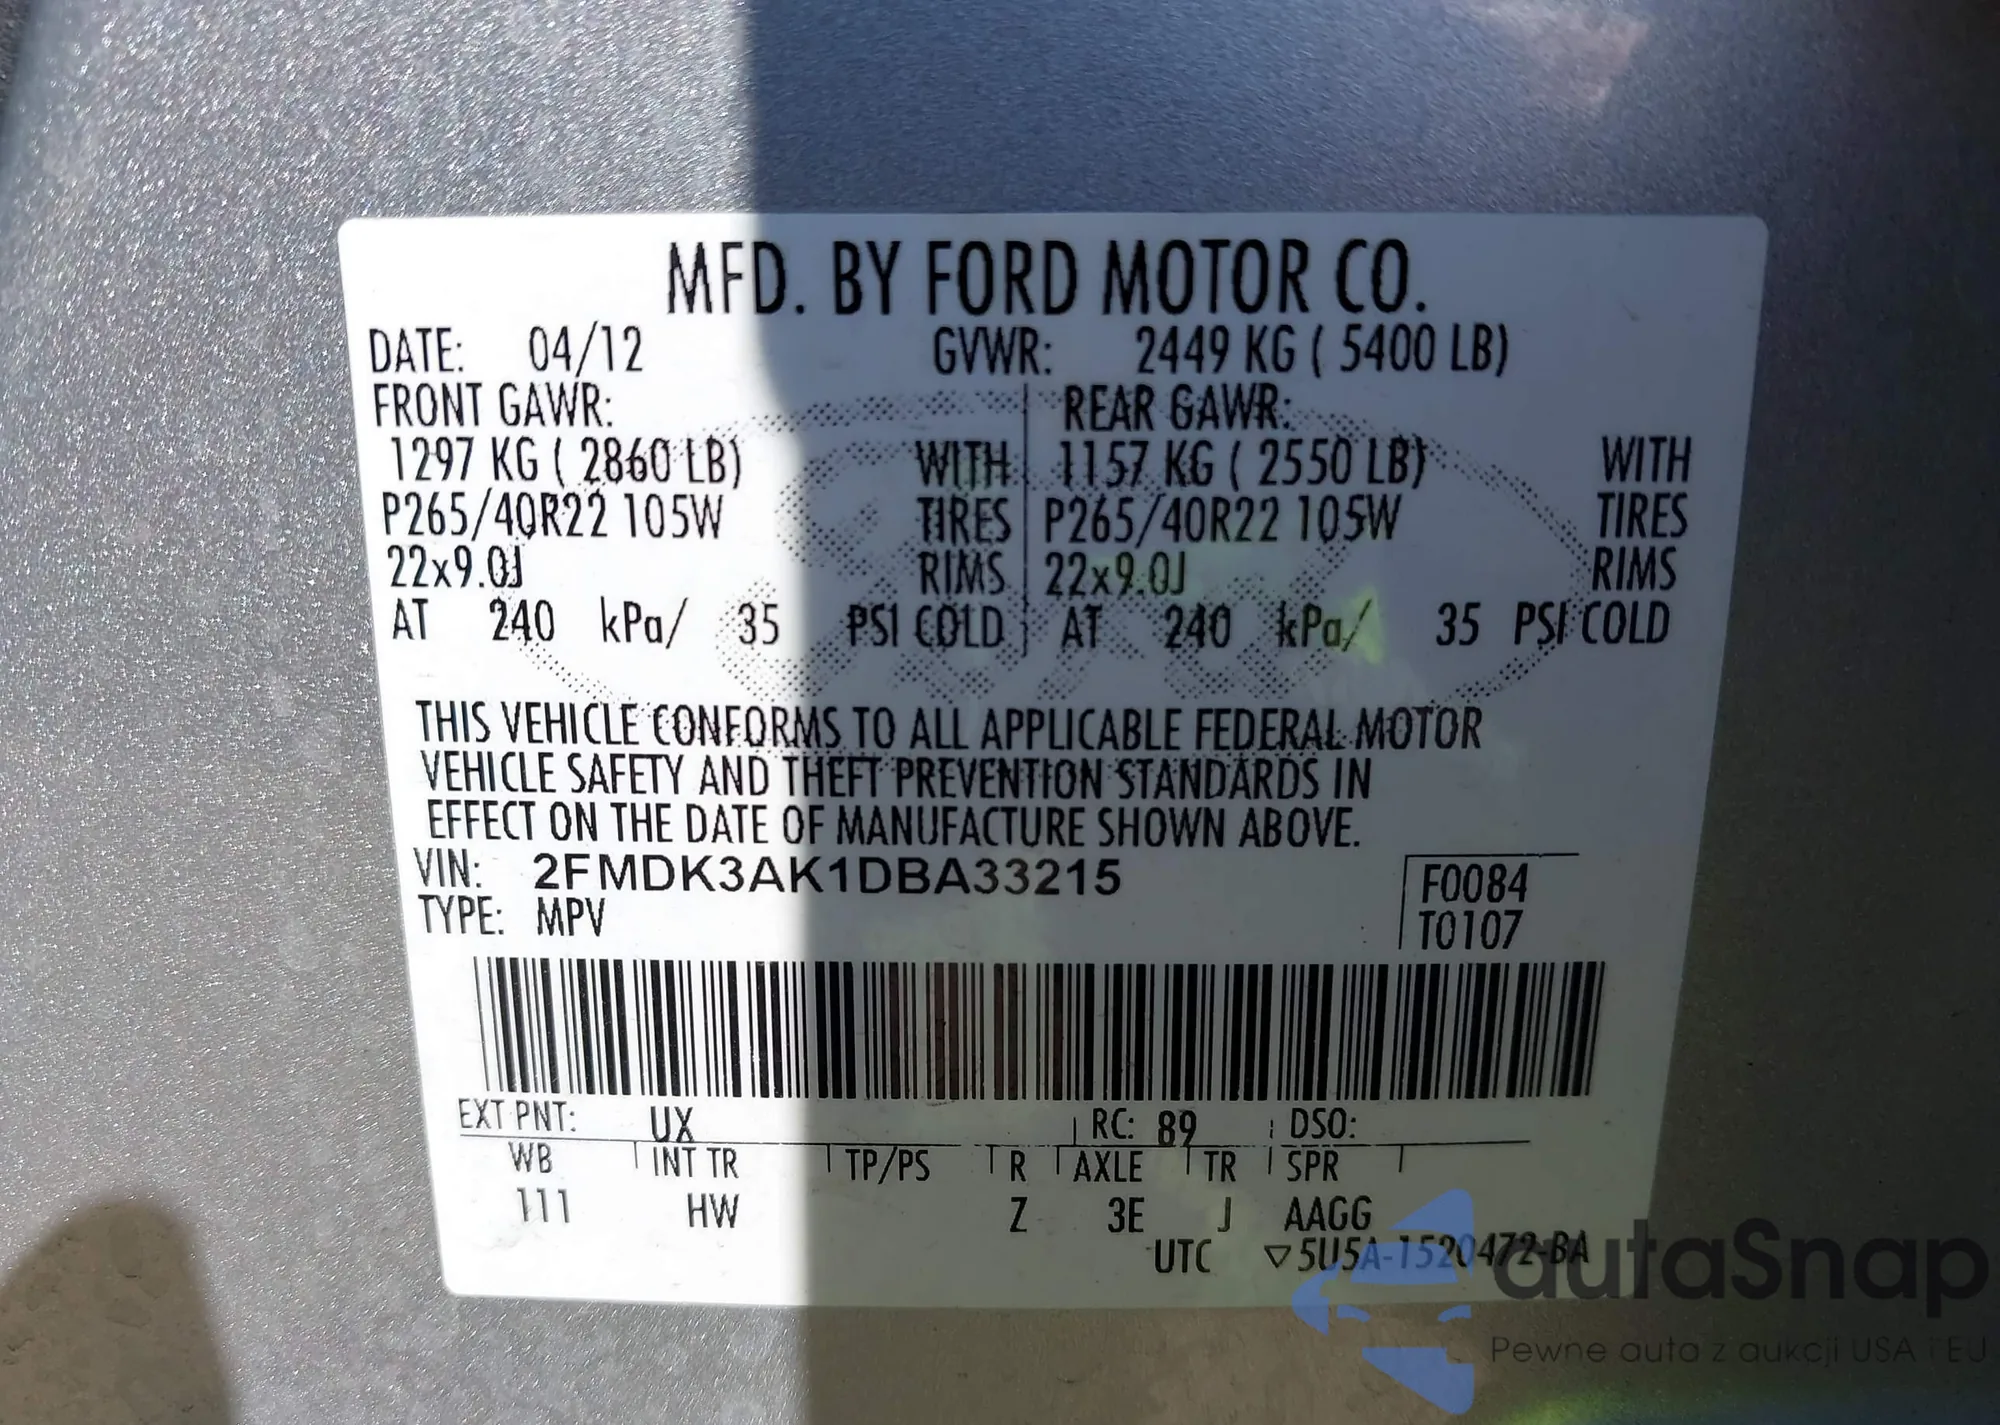 MFD. BY FORD MOTOR CO.
DATE: 04/12 GVWR: 2449 KG ( 5400 LB)
FRONT GAWR: REAR GAWR:
1297 KG ( 2860 LB) WITH 1157 KG ( 2550 LB) WITH
P265/40R22 105W TIRES P265/40R22 105W TIRES
22x9.0J RIMS 22x9.0J RIMS
AT 240 kPa/ 35 PSI COLD AT 240 kPa/ 35 PSI COLD
THIS VEHICLE CONFORMS TO ALL APPLICABLE FEDERAL MOTOR
VEHICLE SAFETY AND THEFT PREVENTION STANDARDS IN
EFFECT ON THE DATE OF MANUFACTURE SHOWN ABOVE.
VIN: 2FMDK3AK1DBA33215 F0084
TYPE: MPV T0107
EXT PNT: UX RC: 89 DSO:
WB INT TR TP/PS R AXLE TR SPR
111 HW Z 3E J AAGG
UTC ▽5U5A-1520472-BA
autaSnap
Pewne auta z aukcji USA i EU